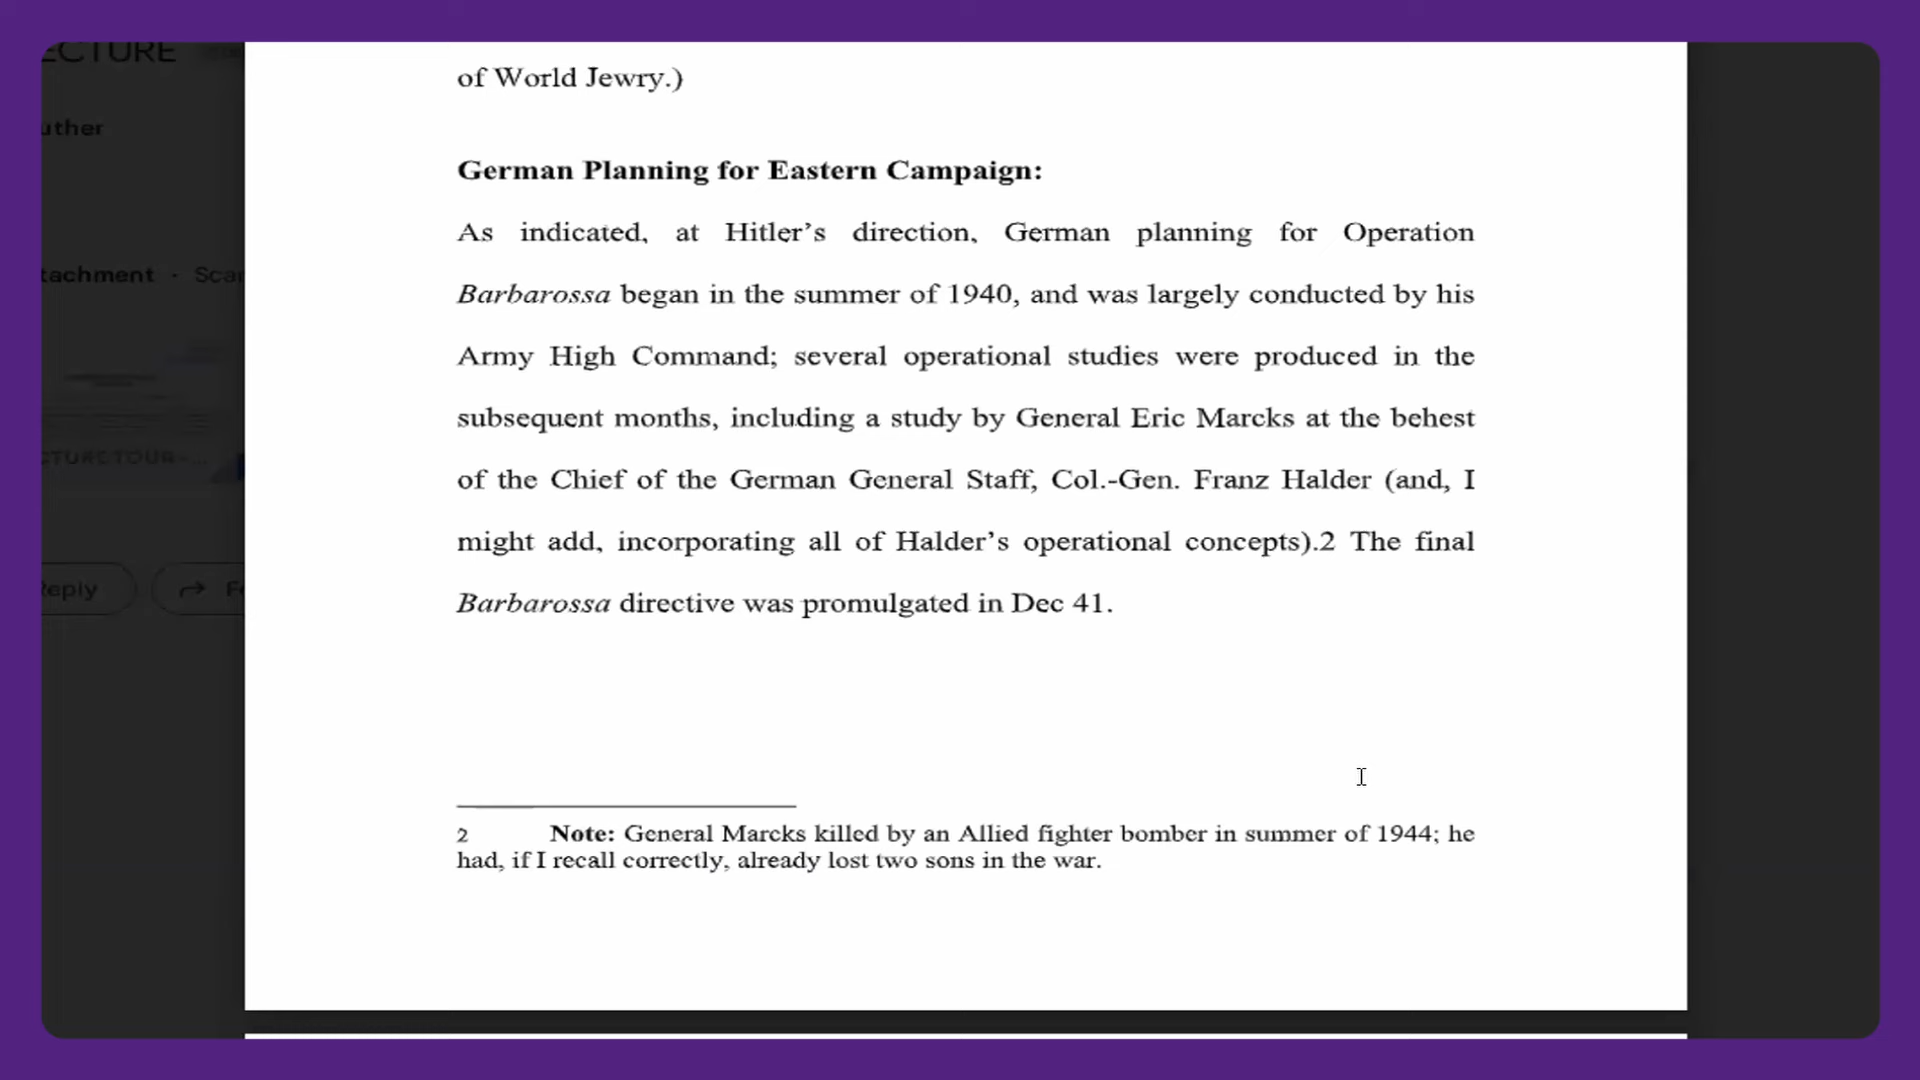 ECTURE
uther
tachment · Scan
CTURE TOUR -...
Reply
of World Jewry.)
German Planning for Eastern Campaign:
As indicated, at Hitler’s direction, German planning for Operation
Barbarossa began in the summer of 1940, and was largely conducted by his
Army High Command; several operational studies were produced in the
subsequent months, including a study by General Eric Marcks at the behest
of the Chief of the German General Staff, Col.-Gen. Franz Halder (and, I
might add, incorporating all of Halder’s operational concepts).2 The final
Barbarossa directive was promulgated in Dec 41.
2 Note: General Marcks killed by an Allied fighter bomber in summer of 1944; he
had, if I recall correctly, already lost two sons in the war.